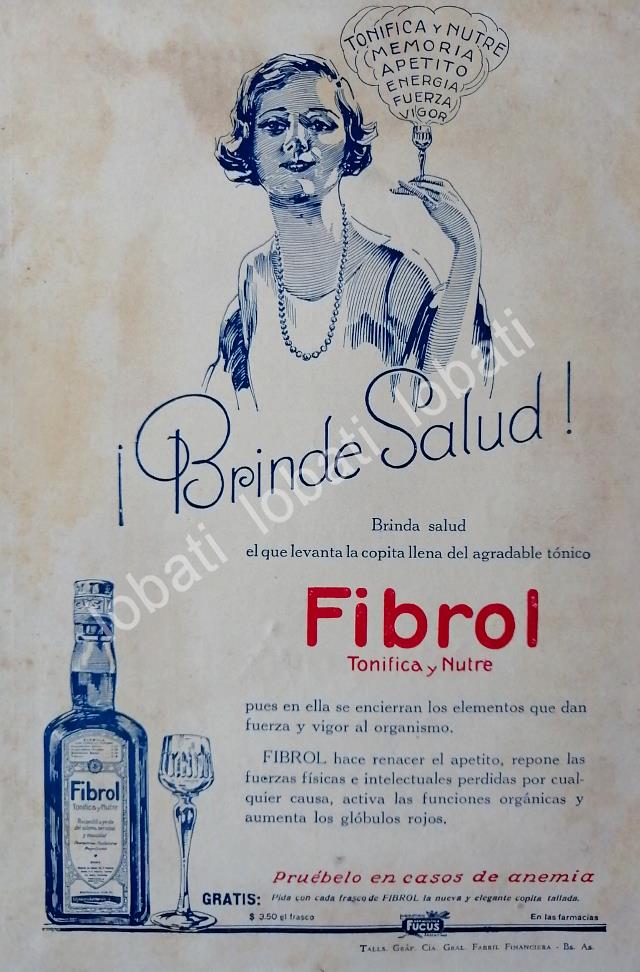 TONIFICA Y NUTRE
MEMORIA
APETITO
ENERGIA
FUERZA
VIGOR
¡Brinde Salud!
lobati lobati lobati
Brinda salud
el que levanta la copita llena del agradable tónico
Fibrol
Tonifica y Nutre
pues en ella se encierran los elementos que dan
fuerza y vigor al organismo.
FIBROL hace renacer el apetito, repone las
fuerzas físicas e intelectuales perdidas por cual-
quier causa, activa las funciones orgánicas y
aumenta los glóbulos rojos.
Fibrol
Tonifica y Nutre
Pruébelo en casos de anemia
GRATIS: Pida con cada frasco de FIBROL la nueva y elegante copita tallada.
$ 3.50 el frasco
FUCUS
En las farmacias
TALLS. GRÁF. CÍA. GRAL. FABRIL FINANCIERA - BS. AS.